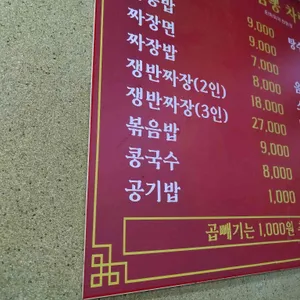 9,000
9,000
짜장면 7,000
짜장밥 8,000
쟁반짜장(2인) 18,000
쟁반짜장(3인) 27,000
볶음밥 9,000
콩국수 8,000
공기밥 1,000
곱빼기는 1,000원